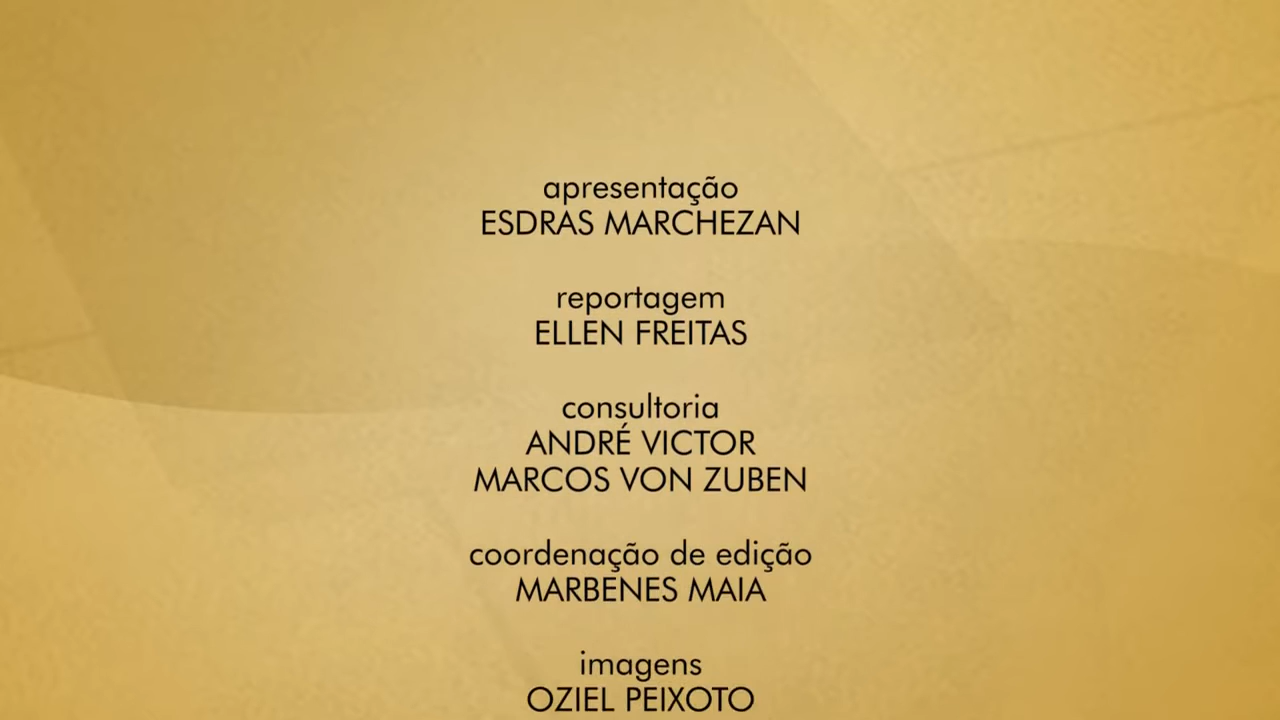 apresentação
ESDRAS MARCHEZAN
reportagem
ELLEN FREITAS
consultoria
ANDRÉ VICTOR
MARCOS VON ZUBEN
coordenação de edição
MARBENES MAIA
imagens
OZIEL PEIXOTO